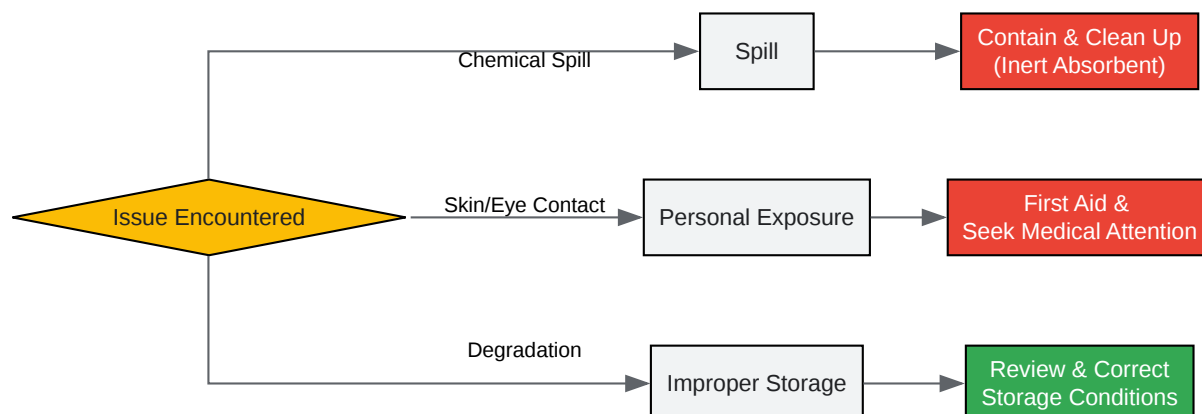 Chemical Spill
Spill
Contain & Clean Up
(Inert Absorbent)
Issue Encountered
Skin/Eye Contact
Personal Exposure
First Aid &
Seek Medical Attention
Degradation
Improper Storage
Review & Correct
Storage Conditions